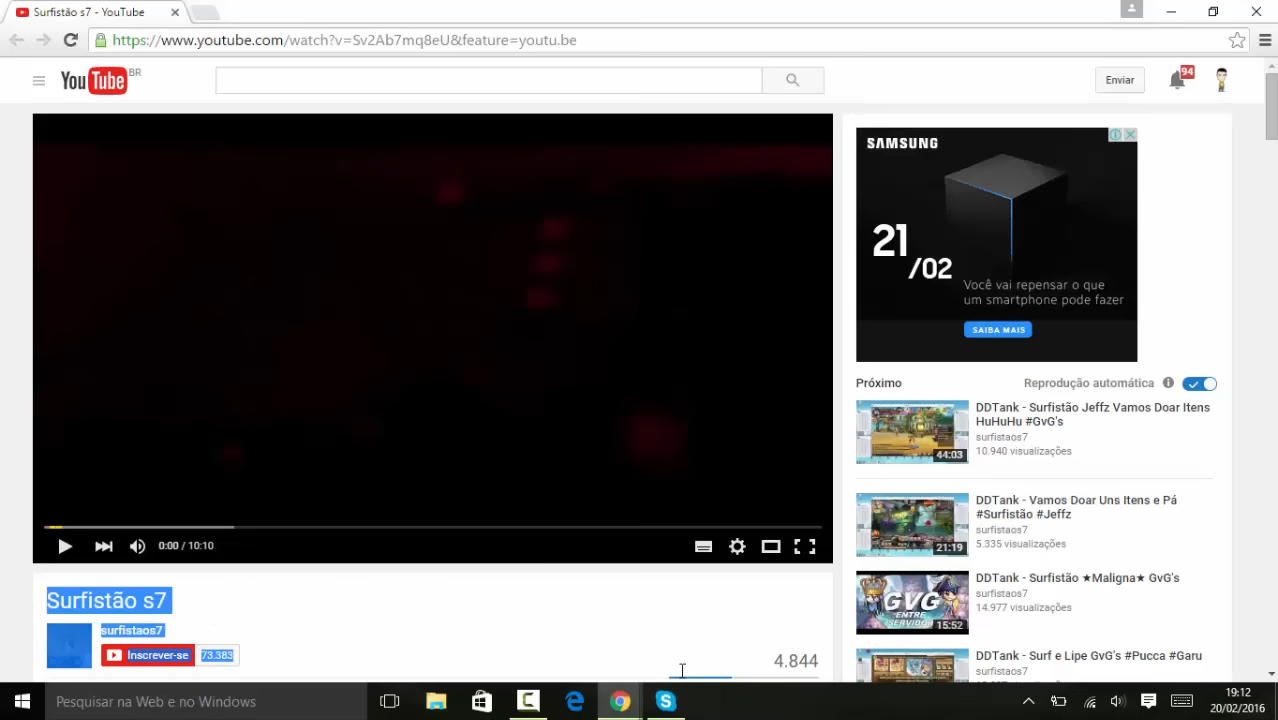 Surfistão s7 - YouTube
https://www.youtube.com/watch?v=Sv2Ab7mq8eU&feature=youtu.be
YouTube BR
Enviar
94
SAMSUNG
21/02
Você vai repensar o que
um smartphone pode fazer
SAIBA MAIS
Próximo
Reprodução automática
DDTank - Surfistão Jeffz Vamos Doar Itens
HuHuHu #GvG's
surfistaos7
10.940 visualizações
44:03
DDTank - Vamos Doar Uns Itens e Pá
#Surfistão #Jeffz
surfistaos7
5.335 visualizações
21:19
DDTank - Surfistão ★Maligna★ GvG's
surfistaos7
14.977 visualizações
GVG
ENTRE
SERVIDOR
15:52
DDTank - Surf e Lipe GvG's #Pucca #Garu
0:00 / 10:10
Surfistão s7
surfistaos7
Inscrever-se
73.383
4.844
Pesquisar na Web e no Windows
19:12
20/02/2016